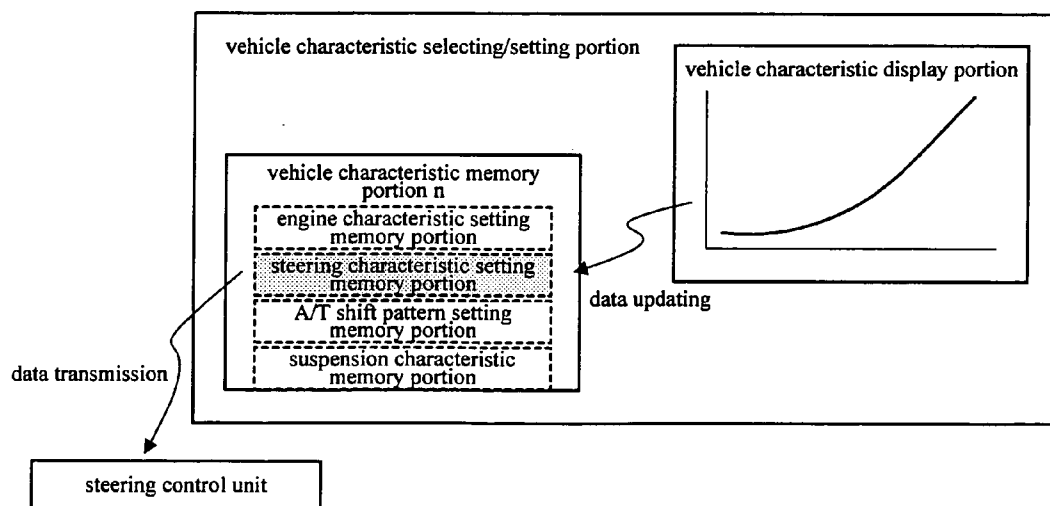 vehicle characteristic selecting/setting portion
vehicle characteristic display portion
vehicle characteristic memory
portion n
engine characteristic setting
memory portion
steering characteristic setting
memory portion
A/T shift pattern setting
memory portion
suspension characteristic
memory portion
data updating
data transmission
steering control unit